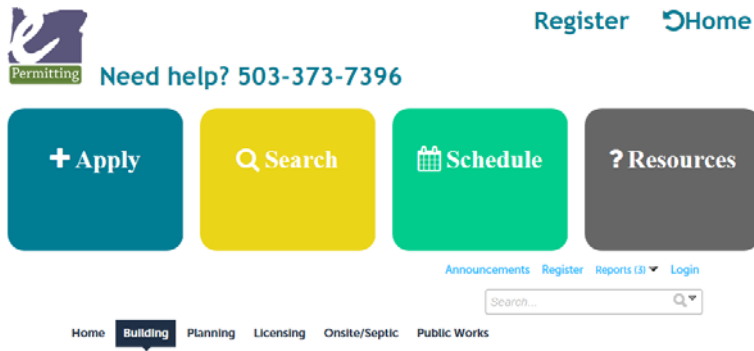 Register Home
e
Permitting
Need help? 503-373-7396
+ Apply
Search
Schedule
? Resources
Announcements Register Reports (3) Login
Search...
Home Building Planning Licensing Onsite/Septic Public Works